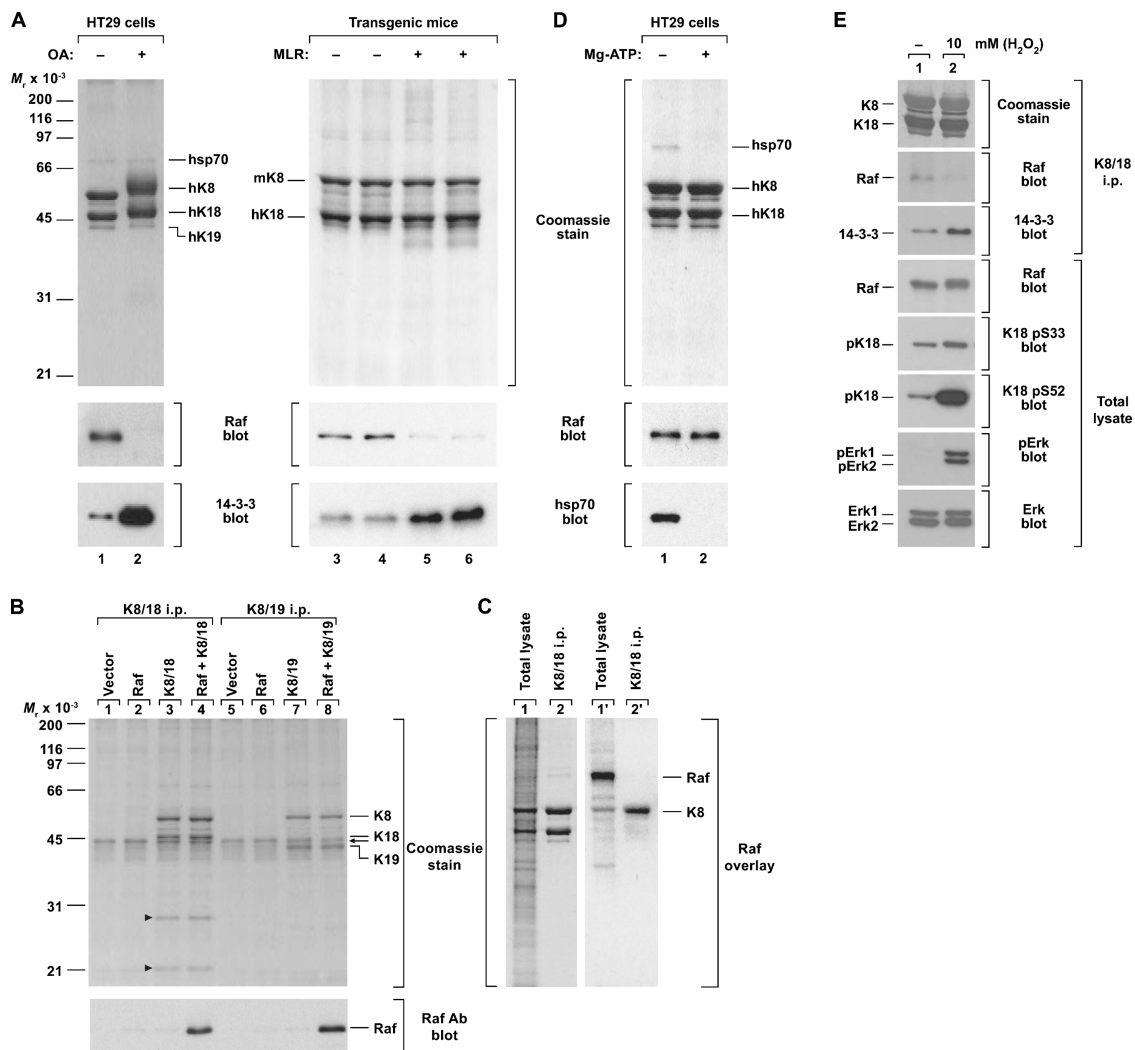 A
HT29 cells
OA: – +
Transgenic mice
MLR: – – + +
D
HT29 cells
Mg-ATP: – +
E
– 10 mM (H2O2)
1 2
Mr x 10-3
200
116
97
66
45
31
21
hsp70
hK8
hK18
hK19
mK8
hK18
Coomassie
stain
hsp70
hK8
hK18
Raf
blot
Raf
blot
14-3-3
blot
hsp70
blot
1 2 3 4 5 6 1 2
K8
K18
Coomassie
stain
Raf
Raf
blot
14-3-3
14-3-3
blot
K8/18
i.p.
Raf
Raf
blot
pK18
K18 pS33
blot
pK18
K18 pS52
blot
pErk1
pErk2
pErk
blot
Erk1
Erk2
Erk
blot
Total
lysate
B
K8/18 i.p. K8/19 i.p.
Vector
Raf
K8/18
Raf + K8/18
Vector
Raf
K8/19
Raf + K8/19
1 2 3 4 5 6 7 8
Mr x 10-3
200
116
97
66
45
31
21
K8
K18
K19
Coomassie
stain
Raf
Raf Ab
blot
C
Total lysate
K8/18 i.p.
Total lysate
K8/18 i.p.
1 2 1' 2'
Raf
K8
Raf
overlay